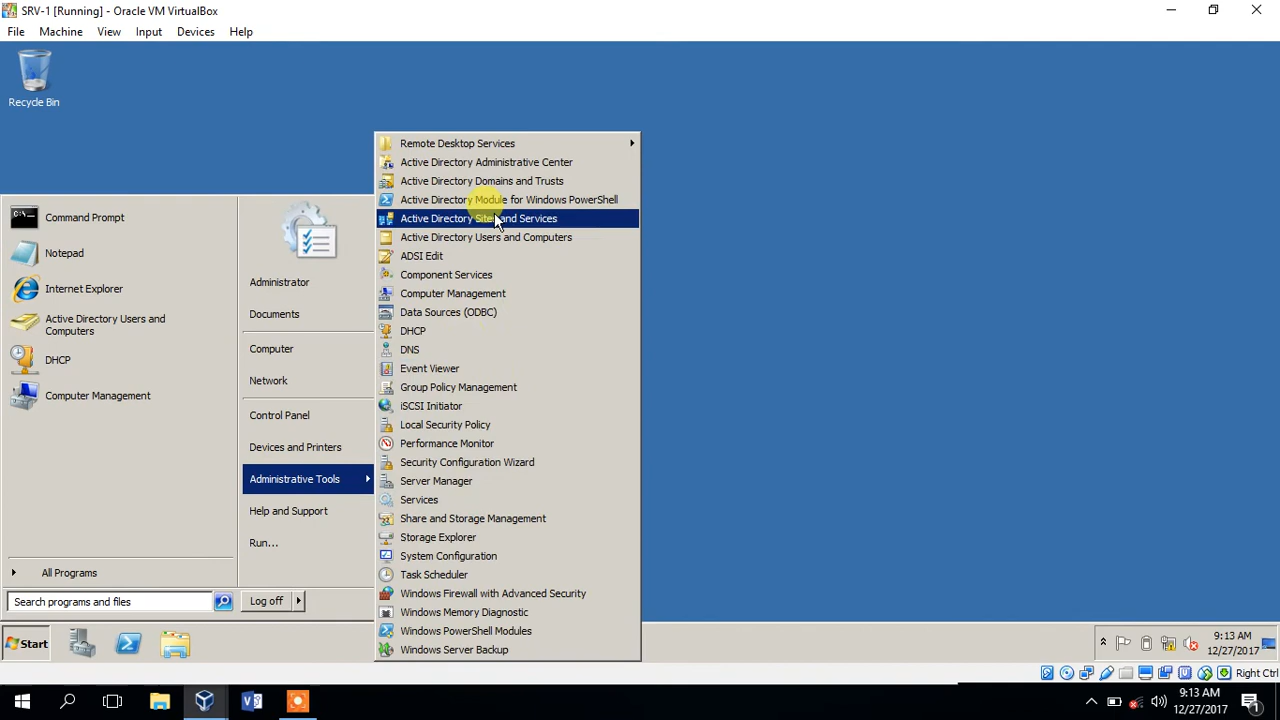 SRV-1 [Running] - Oracle VM VirtualBox
File Machine View Input Devices Help
Recycle Bin
Command Prompt
Notepad
Internet Explorer
Active Directory Users and
Computers
DHCP
Computer Management
All Programs
Search programs and files
Administrator
Documents
Computer
Network
Control Panel
Devices and Printers
Administrative Tools
Help and Support
Run...
Log off
Remote Desktop Services
Active Directory Administrative Center
Active Directory Domains and Trusts
Active Directory Module for Windows PowerShell
Active Directory Sites and Services
Active Directory Users and Computers
ADSI Edit
Component Services
Computer Management
Data Sources (ODBC)
DHCP
DNS
Event Viewer
Group Policy Management
iSCSI Initiator
Local Security Policy
Performance Monitor
Security Configuration Wizard
Server Manager
Services
Share and Storage Management
Storage Explorer
System Configuration
Task Scheduler
Windows Firewall with Advanced Security
Windows Memory Diagnostic
Windows PowerShell Modules
Windows Server Backup
Start
9:13 AM
12/27/2017
Right Ctrl
9:13 AM
12/27/2017
1